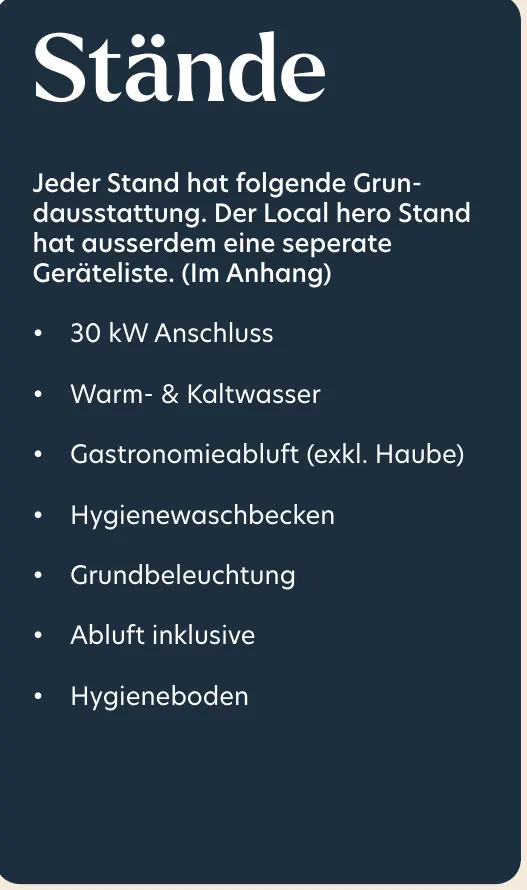 Stände
Jeder Stand hat folgende Grun-
dausstattung. Der Local hero Stand
hat ausserdem eine seperate
Geräteliste. (Im Anhang)
• 30 kW Anschluss
• Warm- & Kaltwasser
• Gastronomieabluft (exkl. Haube)
• Hygienewaschbecken
• Grundbeleuchtung
• Abluft inklusive
• Hygieneboden